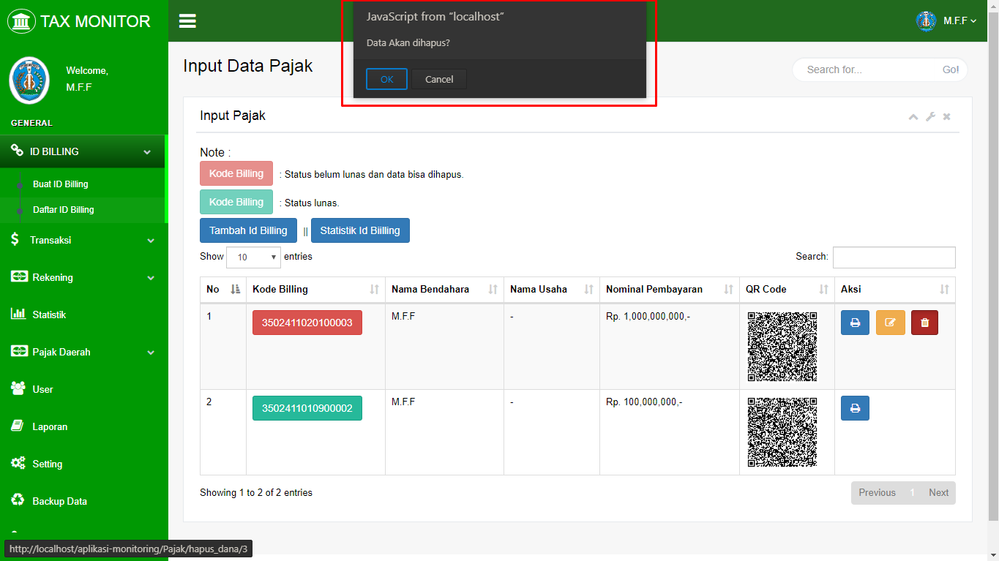 TAX MONITOR
M.F.F
JavaScript from “localhost”
Data Akan dihapus?
OK Cancel
Welcome,
M.F.F
GENERAL
ID BILLING
Buat ID Billing
Daftar ID Billing
Transaksi
Rekening
Statistik
Pajak Daerah
User
Laporan
Setting
Backup Data
Input Data Pajak
Search for... Go!
Input Pajak
Note :
Kode Billing : Status belum lunas dan data bisa dihapus.
Kode Billing : Status lunas.
Tambah Id Billing || Statistik Id Biilling
Show 10 entries Search:
No Kode Billing Nama Bendahara Nama Usaha Nominal Pembayaran QR Code Aksi
1 3502411020100003 M.F.F - Rp. 1,000,000,000,-
2 3502411010900002 M.F.F - Rp. 100,000,000,-
Showing 1 to 2 of 2 entries Previous 1 Next
http://localhost/aplikasi-monitoring/Pajak/hapus_dana/3